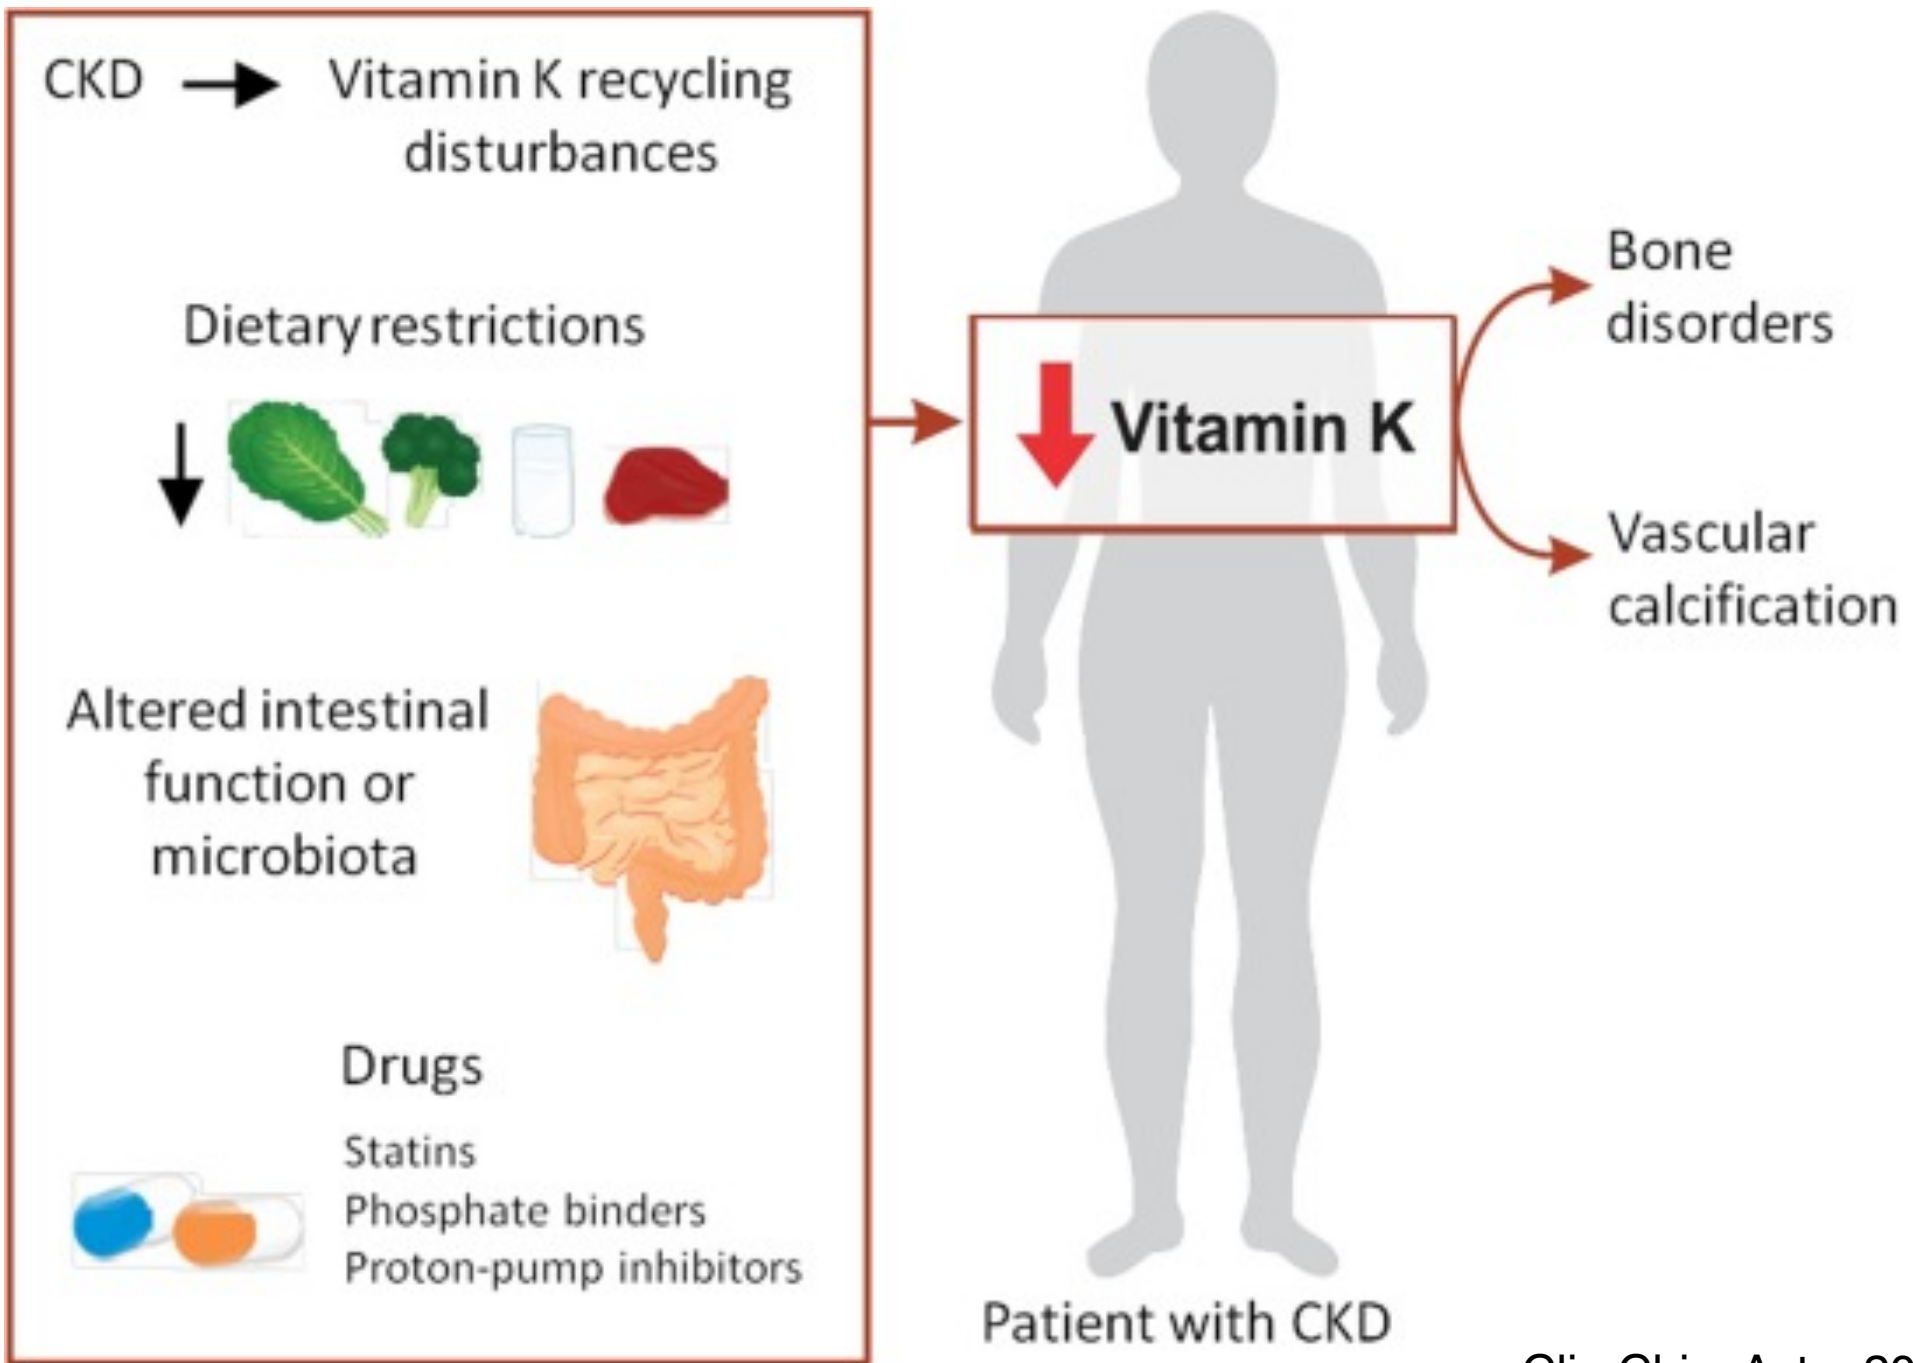 CKD → Vitamin K recycling
disturbances
Dietary restrictions
Altered intestinal
function or
microbiota
Drugs
Statins
Phosphate binders
Proton-pump inhibitors
Vitamin K
Bone
disorders
Vascular
calcification
Patient with CKD